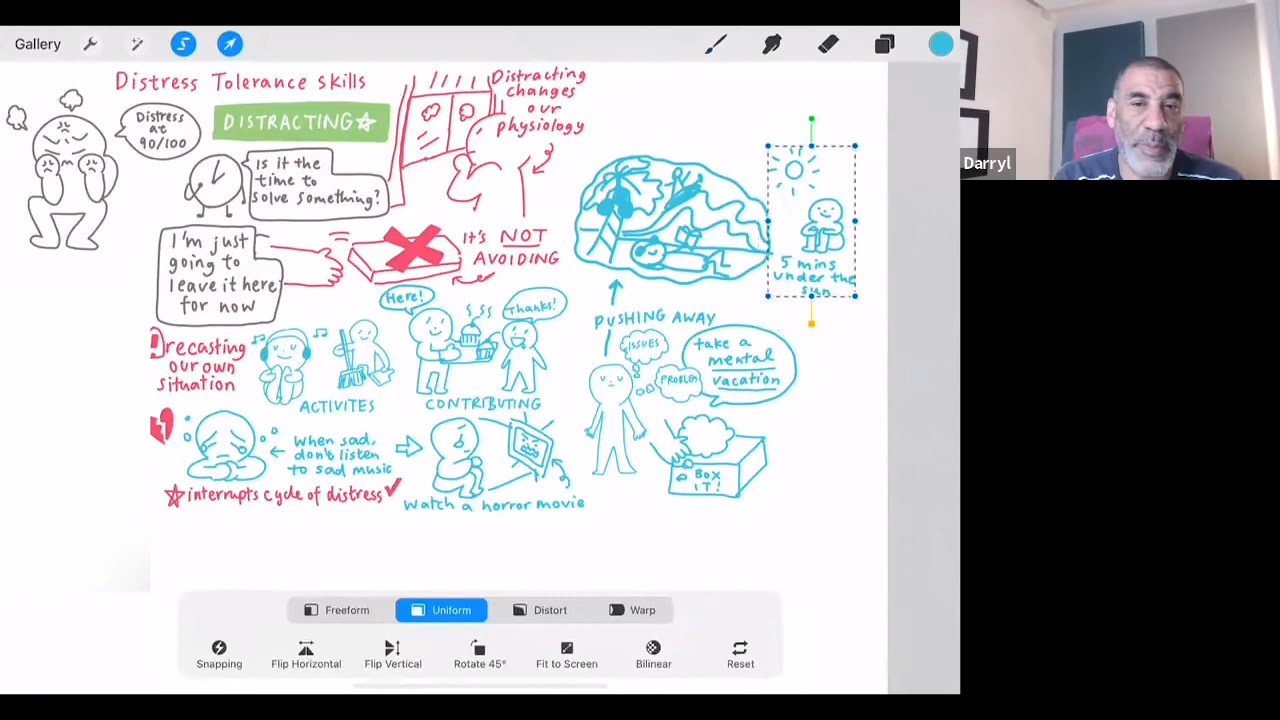 Gallery
Distress Tolerance skills
Distress
at
90/100
DISTRACTING
Distracting
changes
our
physiology
Is it the
time to
solve something?
I'm just
going to
leave it here
for now
It's NOT
AVOIDING
Here!
Thanks!
recasting
our own
situation
ACTIVITES
CONTRIBUTING
When sad,
don't listen
to sad music
interrupts cycle of distress
Watch a horror movie
PUSHING AWAY
ISSUES
PROBLEM
take a
mental
vacation
BOX
IT!
5 mins
under the
sun
Darryl
Freeform
Uniform
Distort
Warp
Snapping
Flip Horizontal
Flip Vertical
Rotate 45°
Fit to Screen
Bilinear
Reset